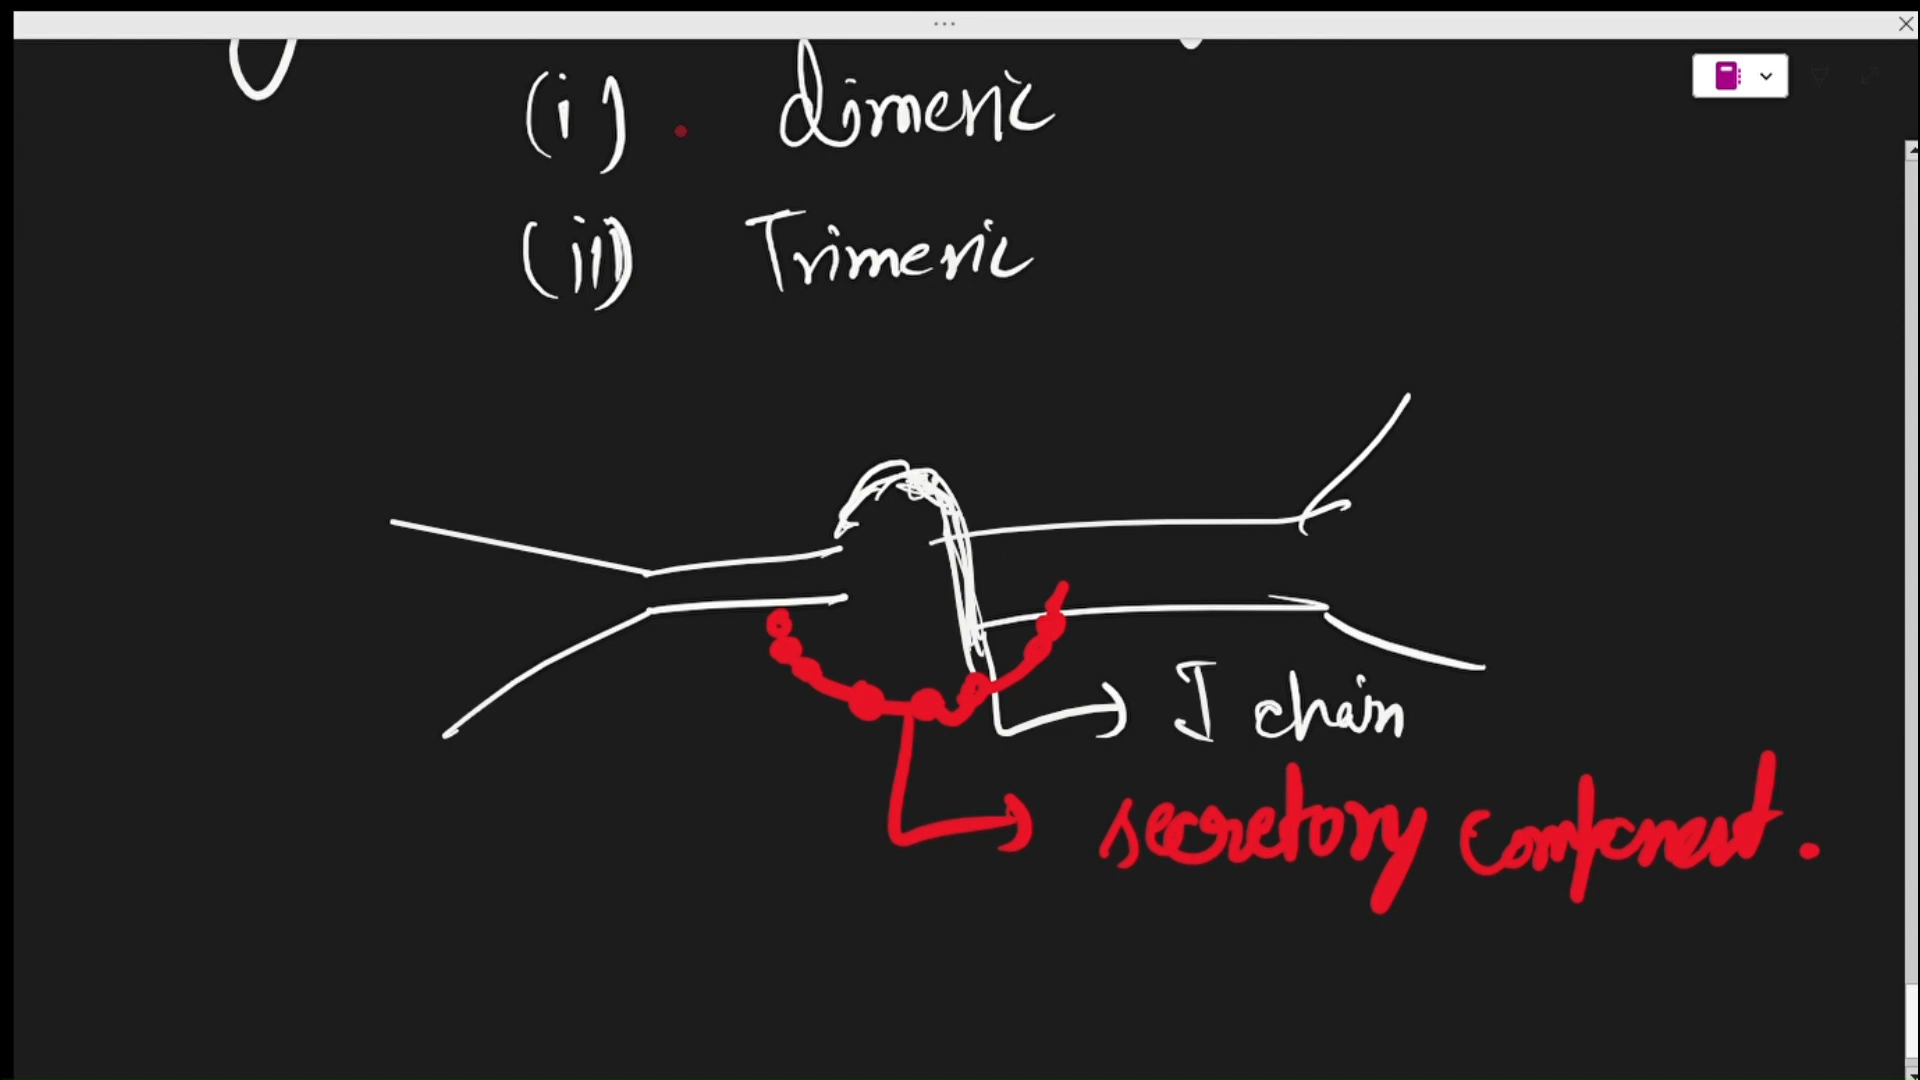 (i) dimeric
(ii) Trimeric
J chain
secretory component.